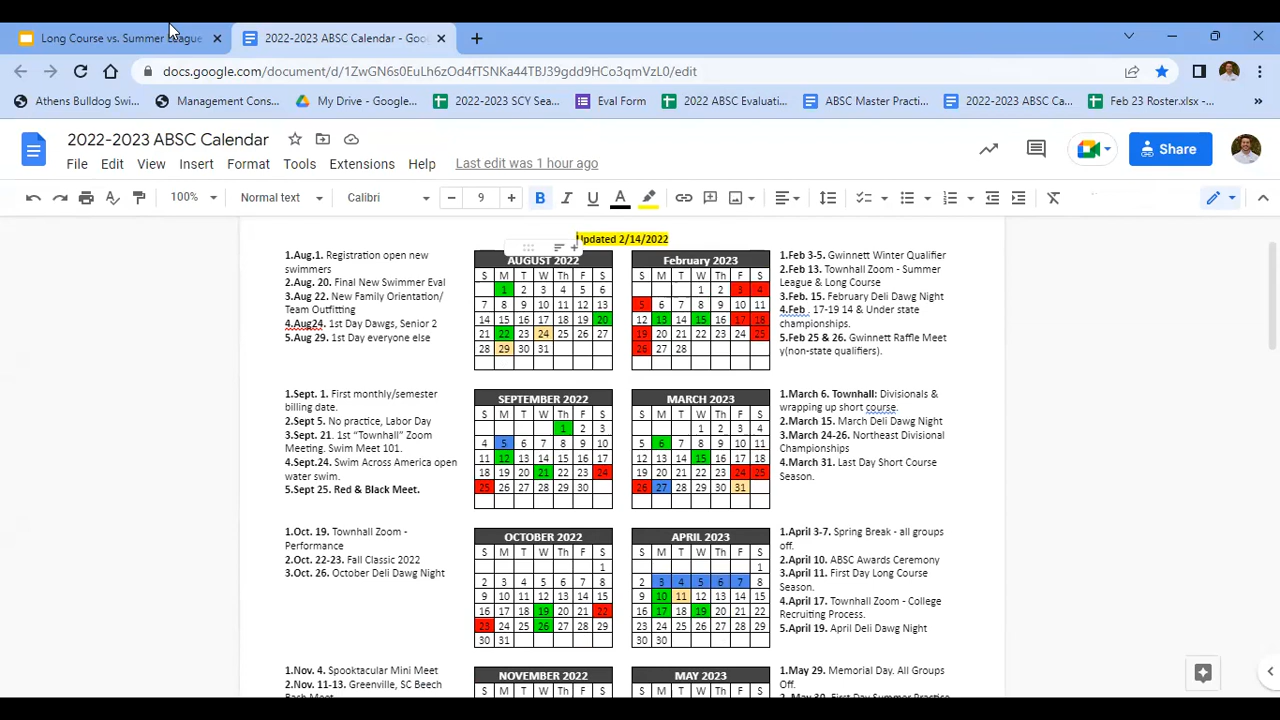 Long Course vs. Summer League
2022-2023 ABSC Calendar - Goo
docs.google.com/document/d/1ZwGN6s0EuLh6zOd4fTSNKa44TBJ39gdd9HCo3qmVzL0/edit
Athens Bulldog Swi...
Management Cons...
My Drive - Google...
2022-2023 SCY Sea...
Eval Form
2022 ABSC Evaluati...
ABSC Master Practi...
2022-2023 ABSC Ca...
Feb 23 Roster.xlsx -...
»
2022-2023 ABSC Calendar
File Edit View Insert Format Tools Extensions Help Last edit was 1 hour ago
Share
100% Normal text Calibri 9 B I U A
Updated 2/14/2022
1.Aug.1. Registration open new
swimmers
2.Aug. 20. Final New Swimmer Eval
3.Aug 22. New Family Orientation/
Team Outfitting
4.Aug24. 1st Day Dawgs, Senior 2
5.Aug 29. 1st Day everyone else
AUGUST 2022
S M T W Th F S
1 2 3 4 5 6
7 8 9 10 11 12 13
14 15 16 17 18 19 20
21 22 23 24 25 26 27
28 29 30 31
February 2023
S M T W Th F S
1 2 3 4
5 6 7 8 9 10 11
12 13 14 15 16 17 18
19 20 21 22 23 24 25
26 27 28
1.Feb 3-5. Gwinnett Winter Qualifier
2.Feb 13. Townhall Zoom - Summer
League & Long Course
3.Feb. 15. February Deli Dawg Night
4.Feb . 17-19 14 & Under state
championships.
5.Feb 25 & 26. Gwinnett Raffle Meet
y(non-state qualifiers).
1.Sept. 1. First monthly/semester
billing date.
2.Sept 5. No practice, Labor Day
3.Sept. 21. 1st “Townhall” Zoom
Meeting. Swim Meet 101.
4.Sept.24. Swim Across America open
water swim.
5.Sept 25. Red & Black Meet.
SEPTEMBER 2022
S M T W Th F S
1 2 3
4 5 6 7 8 9 10
11 12 13 14 15 16 17
18 19 20 21 22 23 24
25 26 27 28 29 30
MARCH 2023
S M T W Th F S
1 2 3 4
5 6 7 8 9 10 11
12 13 14 15 16 17 18
19 20 21 22 23 24 25
26 27 28 29 30 31
1.March 6. Townhall: Divisionals &
wrapping up short course.
2.March 15. March Deli Dawg Night
3.March 24-26. Northeast Divisional
Championships
4.March 31. Last Day Short Course
Season.
1.Oct. 19. Townhall Zoom -
Performance
2.Oct. 22-23. Fall Classic 2022
3.Oct. 26. October Deli Dawg Night
OCTOBER 2022
S M T W Th F S
1
2 3 4 5 6 7 8
9 10 11 12 13 14 15
16 17 18 19 20 21 22
23 24 25 26 27 28 29
30 31
APRIL 2023
S M T W Th F S
1
2 3 4 5 6 7 8
9 10 11 12 13 14 15
16 17 18 19 20 21 22
23 24 25 26 27 28 29
30 30
1.April 3-7. Spring Break - all groups
off.
2.April 10. ABSC Awards Ceremony
3.April 11. First Day Long Course
Season.
4.April 17. Townhall Zoom - College
Recruiting Process.
5.April 19. April Deli Dawg Night
1.Nov. 4. Spooktacular Mini Meet
2.Nov. 11-13. Greenville, SC Beech
Bach Meet
NOVEMBER 2022
S M T W Th F S
MAY 2023
S M T W Th F S
1.May 29. Memorial Day. All Groups
Off.
2. May 30. First Day Summer Practice